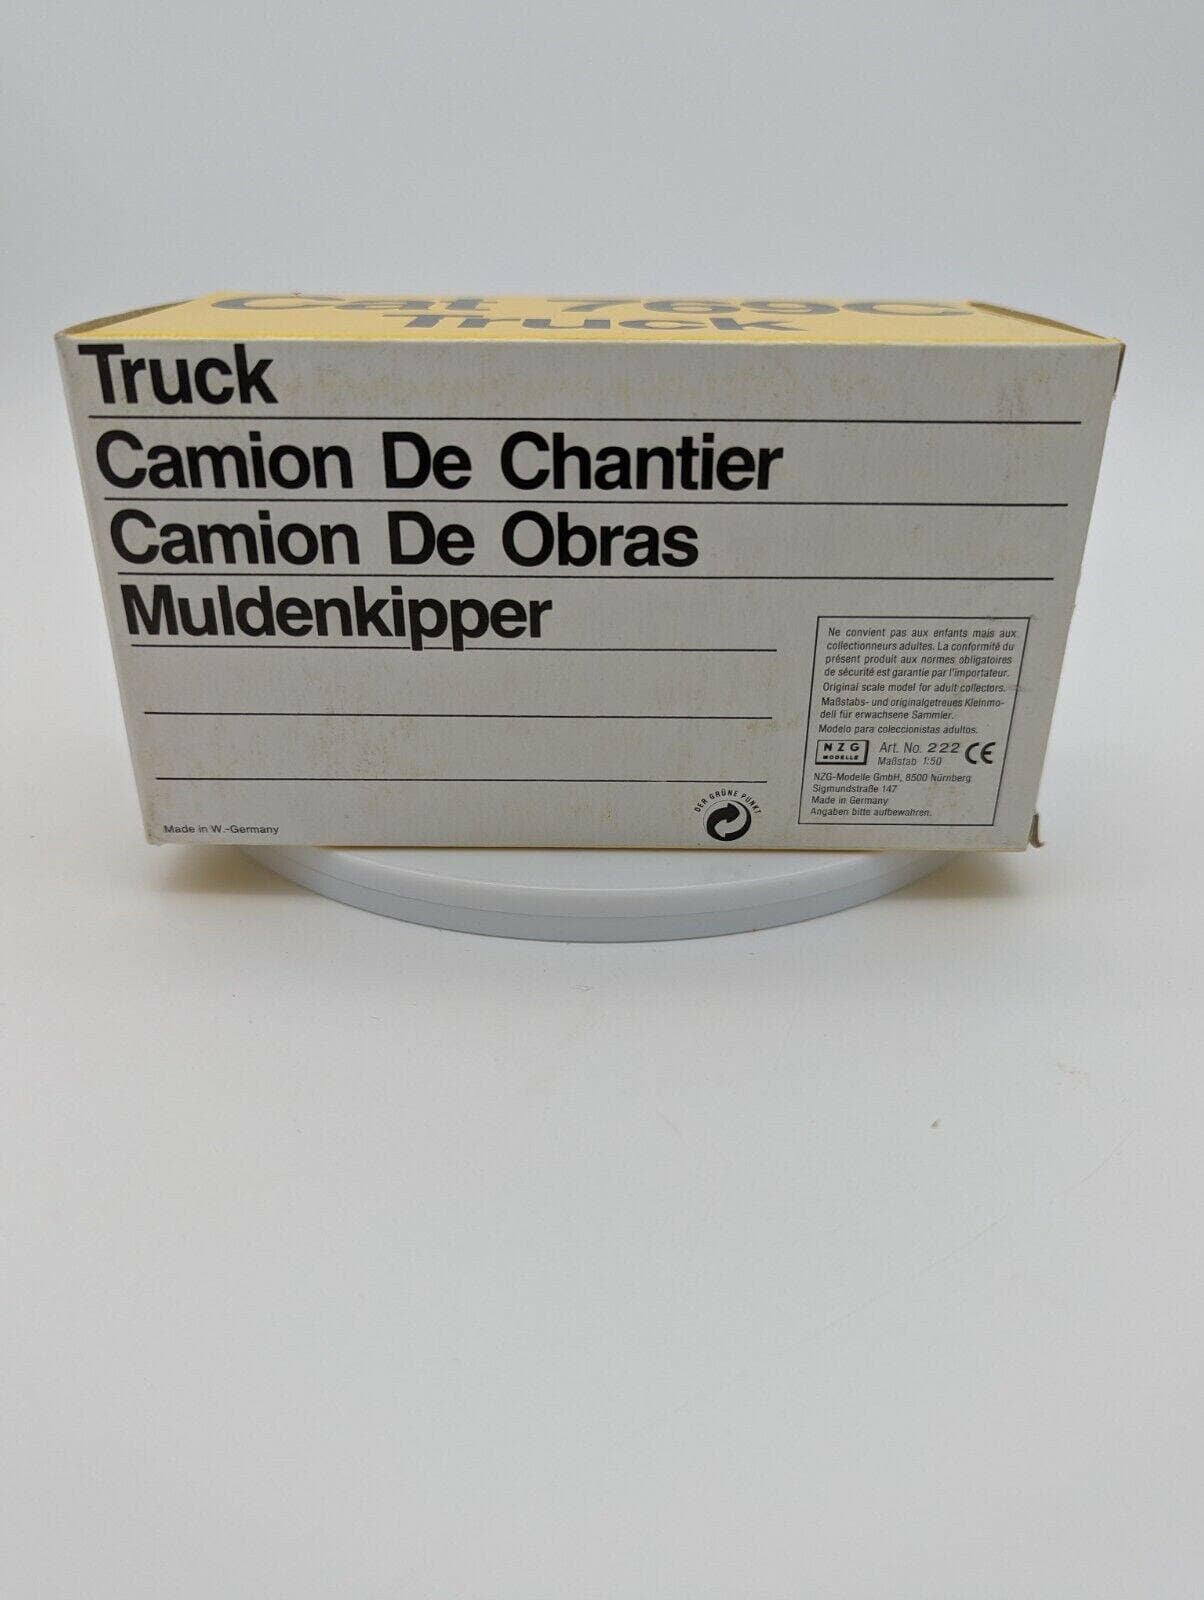 Cat 769C
Truck
Truck
Camion De Chantier
Camion De Obras
Muldenkipper
Ne convient pas aux enfants mais aux
collectionneurs adultes. La conformité du
présent produit aux normes obligatoires
de sécurité est garantie par l'importateur.
Original scale model for adult collectors.
Maßstabs- und originalgetreues Kleinmo-
dell für erwachsene Sammler.
Modelo para coleccionistas adultos.
NZG MODELLE Art. No. 222 CE
Maßstab 1:50
NZG-Modelle GmbH, 8500 Nürnberg
Sigmundstraße 147
Made in Germany
Angaben bitte aufbewahren.
DER GRÜNE PUNKT
Made in W.-Germany